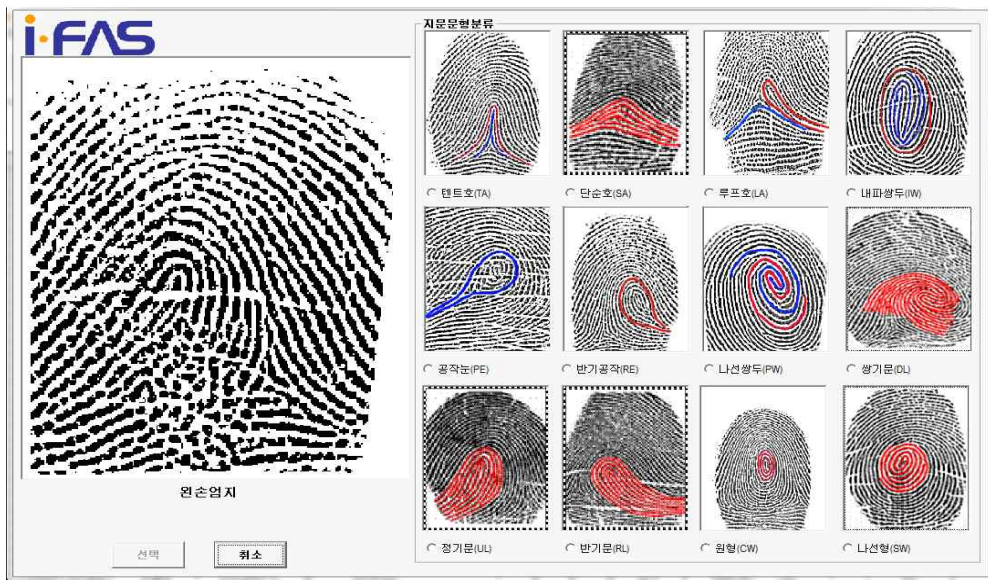 i·FAS
지문문형분류
텐트호(TA)
단순호(SA)
루프호(LA)
내파쌍두(IW)
공작눈(PE)
반기공작(RE)
나선쌍두(PW)
쌍기문(DL)
정기문(UL)
반기문(RL)
원형(CW)
나선형(SW)
왼손엄지
선택
취소